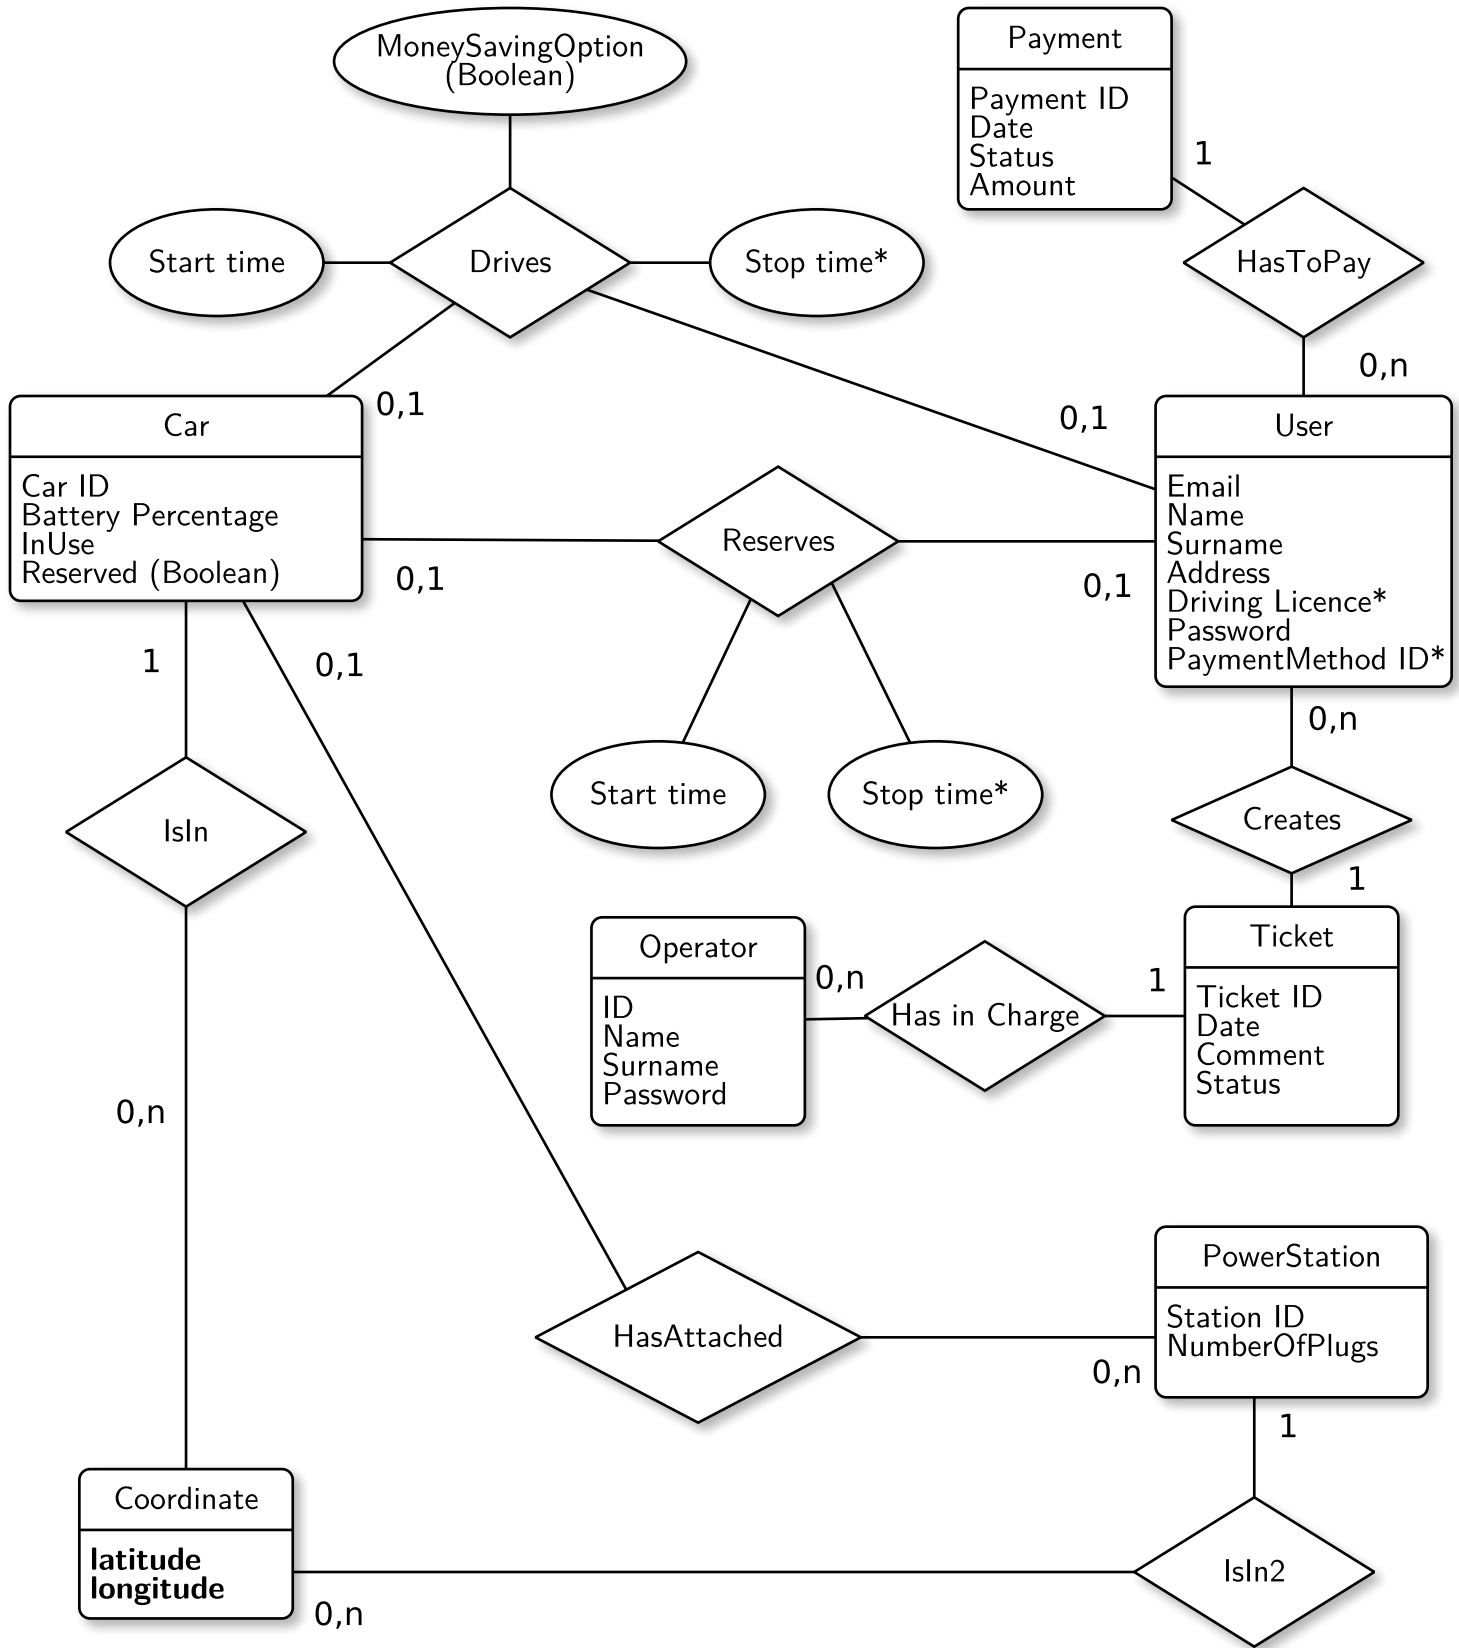 MoneySavingOption
(Boolean)
Payment
Payment ID
Date
Status
Amount
1
Start time
Drives
Stop time*
HasToPay
0,n
0,1
0,1
Car
Car ID
Battery Percentage
InUse
Reserved (Boolean)
User
Email
Name
Surname
Address
Driving Licence*
Password
PaymentMethod ID*
Reserves
0,1
0,1
1
0,1
0,n
Start time
Stop time*
Creates
1
IsIn
Operator
ID
Name
Surname
Password
0,n
Has in Charge
1
Ticket
Ticket ID
Date
Comment
Status
0,n
PowerStation
Station ID
NumberOfPlugs
HasAttached
0,n
1
Coordinate
latitude
longitude
0,n
IsIn2